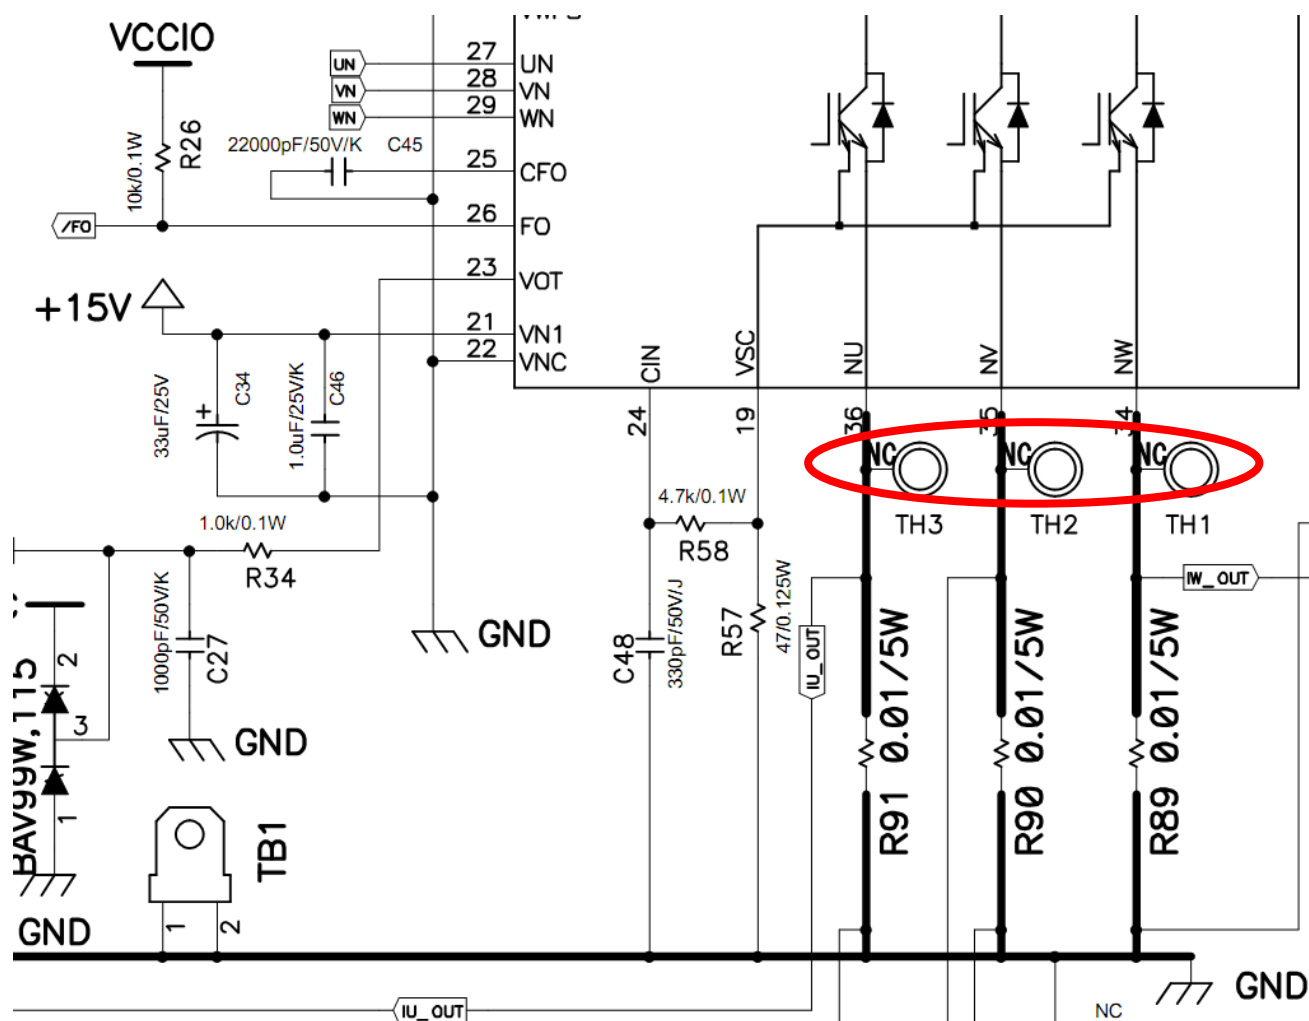 VCCIO
R26
10k/0.1W
UN
VN
WN
27
28
29
UN
VN
WN
22000pF/50V/K
C45
25
CFO
/FO
26
FO
23
VOT
+15V
21
VN1
22
VNC
33uF/25V
+
C34
1.0uF/25V/K
C46
CIN
VSC
NU
NV
NW
24
19
36
35
34
NC
NC
NC
TH3
TH2
TH1
4.7k/0.1W
R58
1.0k/0.1W
R34
IW_OUT
GND
C48
330pF/50V/J
R57
47/0.125W
IU_OUT
R91 0.01/5W
R90 0.01/5W
R89 0.01/5W
1000pF/50V/K
C27
GND
BAV99W,115
2
3
1
TB1
1
2
GND
GND
IU_OUT
NC